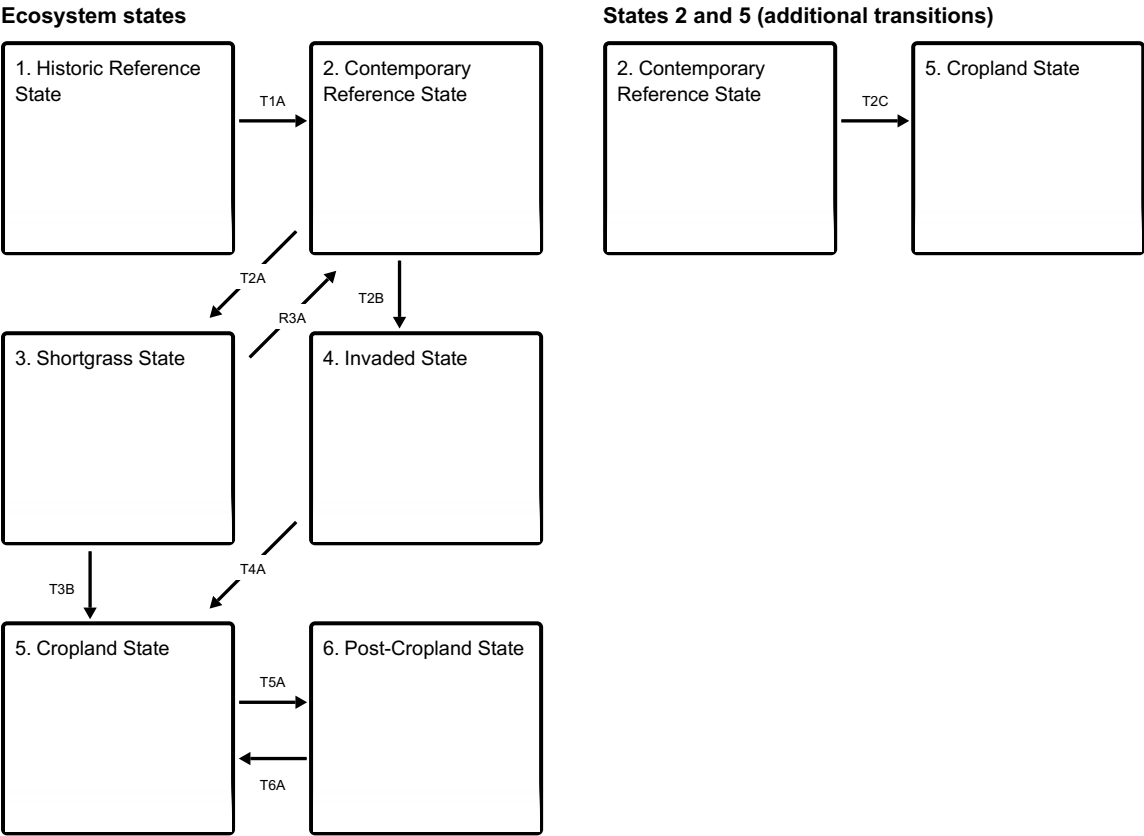 Ecosystem states
1. Historic Reference
State
T1A
2. Contemporary
Reference State
T2A
R3A
T2B
3. Shortgrass State
4. Invaded State
T3B
T4A
5. Cropland State
T5A
T6A
6. Post-Cropland State
States 2 and 5 (additional transitions)
2. Contemporary
Reference State
T2C
5. Cropland State